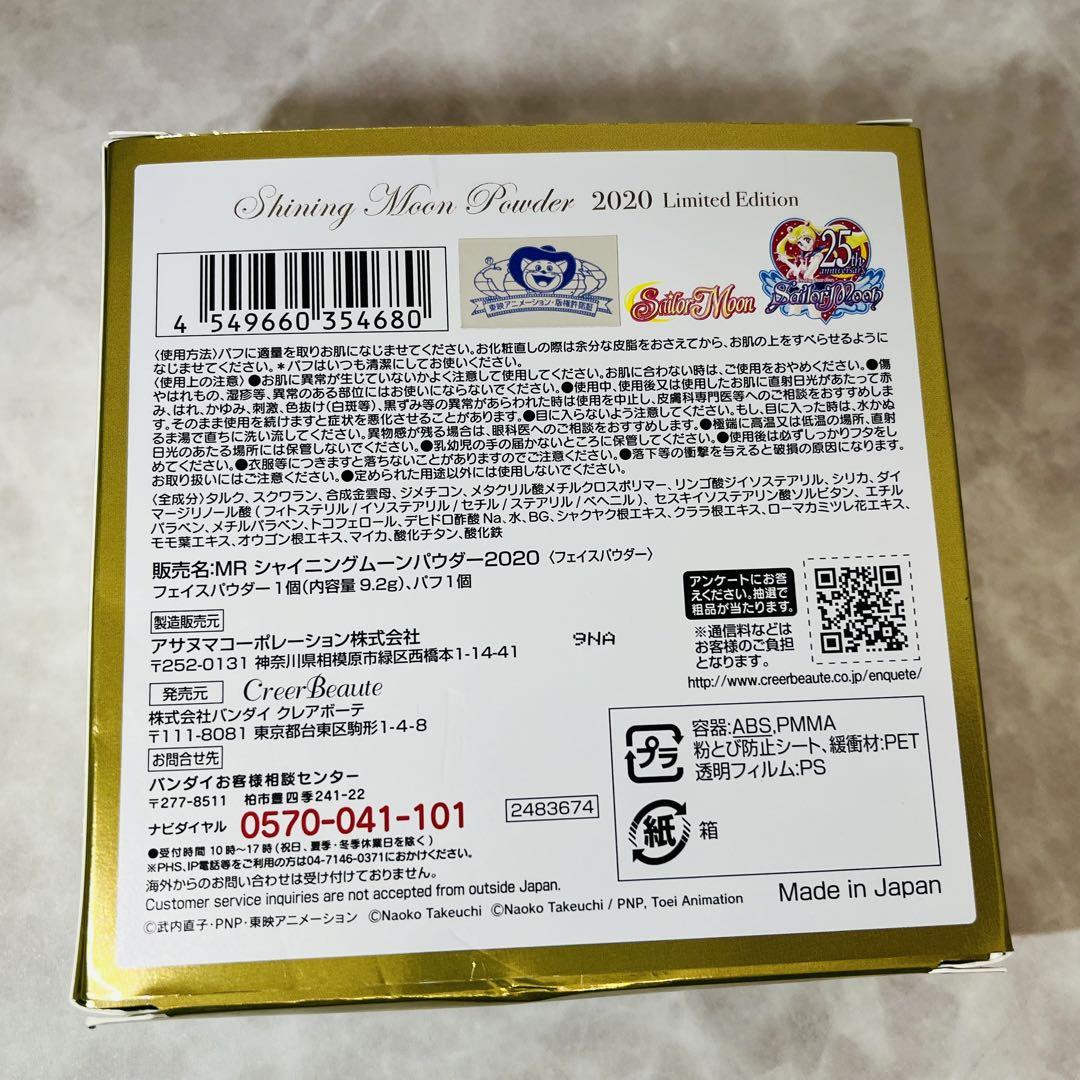 Shining Moon Powder 2020 Limited Edition
4 549660 354680
東映アニメーション・版権許諾証
Sailor Moon
25th
anniversary
Sailor Moon
〈使用方法〉パフに適量を取りお肌になじませてください。お化粧直しの際は余分な皮脂をおさえてから、お肌の上をすべらせるように
なじませてください。＊パフはいつも清潔にしてお使いください。
〈使用上の注意〉●お肌に異常が生じていないかよく注意して使用してください。お肌に合わない時は、ご使用をおやめください。●傷
やはれもの、湿疹等、異常のある部位にはお使いにならないでください。●使用中、使用後又は使用したお肌に直射日光があたって赤
み、はれ、かゆみ、刺激、色抜け(白斑等)、黒ずみ等の異常があらわれた時は使用を中止し、皮膚科専門医等へのご相談をおすすめしま
す。そのまま使用を続けますと症状を悪化させることがあります。●目に入らないよう注意してください。もし、目に入った時は、水かぬ
るま湯で直ちに洗い流してください。異物感が残る場合は、眼科医へのご相談をおすすめします。●極端に高温又は低温の場所、直射
日光のあたる場所には保管しないでください。●乳幼児の手の届かないところに保管してください。●使用後は必ずしっかりフタをし
めてください。●衣服等につきますと落ちないことがありますのでご注意ください。●落下等の衝撃を与えると破損の原因になります。
お取り扱いにはご注意ください。●定められた用途以外には使用しないでください。
〈全成分〉タルク、スクワラン、合成金雲母、ジメチコン、メタクリル酸メチルクロスポリマー、リンゴ酸ジイソステアリル、シリカ、ダイ
マージリノール酸(フィトステリル/イソステアリル/セチル/ステアリル/ベヘニル)、セスキイソステアリン酸ソルビタン、エチル
パラベン、メチルパラベン、トコフェロール、デヒドロ酢酸Na、水、BG、シャクヤク根エキス、クララ根エキス、ローマカミツレ花エキス、
モモ葉エキス、オウゴン根エキス、マイカ、酸化チタン、酸化鉄
販売名:MR シャイニングムーンパウダー2020 〈フェイスパウダー〉
フェイスパウダー1個(内容量 9.2g)、パフ1個
アンケートにお答
えください。抽選で
粗品が当たります。
※通信料などは
お客様のご負担
となります。
http://www.creerbeaute.co.jp/enquete/
製造販売元
アサヌマコーポレーション株式会社
〒252-0131 神奈川県相模原市緑区西橋本1-14-41
9NA
発売元 CreerBeaute
株式会社バンダイ クレアボーテ
〒111-8081 東京都台東区駒形1-4-8
お問合せ先
バンダイお客様相談センター
〒277-8511 柏市豊四季241-22
ナビダイヤル 0570-041-101
●受付時間 10時〜17時(祝日、夏季・冬季休業日を除く)
※PHS、IP電話等をご利用の方は04-7146-0371におかけください。
海外からのお問い合わせは受け付けておりません。
Customer service inquiries are not accepted from outside Japan.
©武内直子・PNP・東映アニメーション ©Naoko Takeuchi ©Naoko Takeuchi / PNP, Toei Animation
2483674
プラ
容器:ABS,PMMA
粉とび防止シート、緩衝材:PET
透明フィルム:PS
紙 箱
Made in Japan